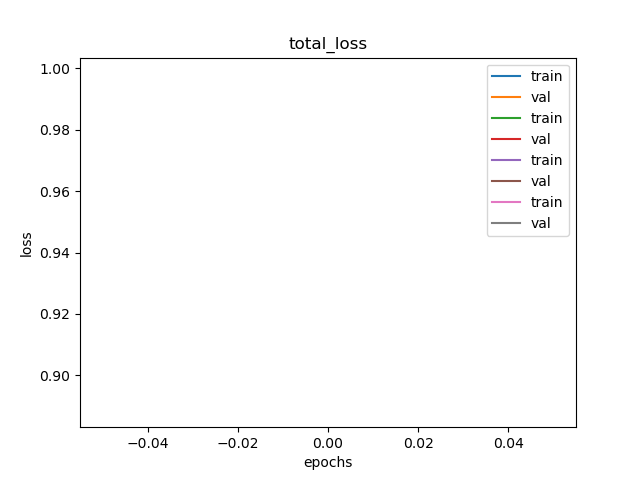 total_loss
1.00
0.98
0.96
0.94
0.92
0.90
loss
train
val
train
val
train
val
train
val
−0.04 −0.02 0.00 0.02 0.04
epochs